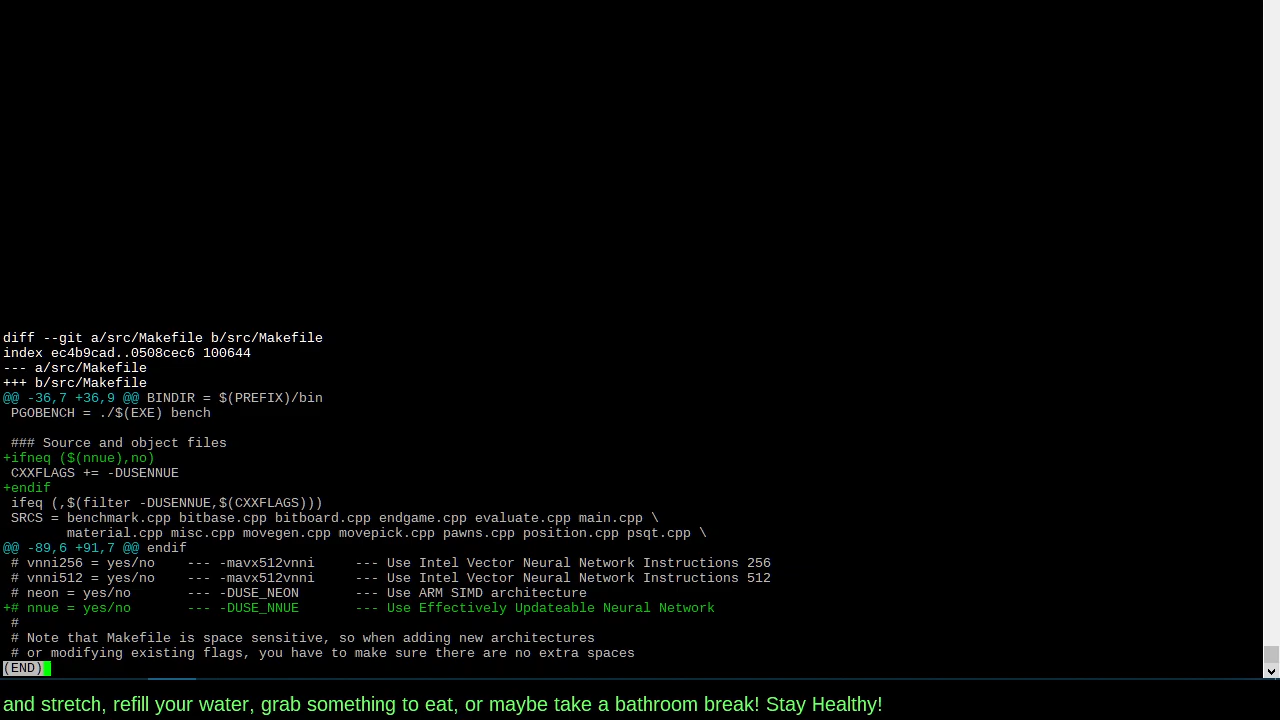 diff --git a/src/Makefile b/src/Makefile
index ec4b9cad..0508cec6 100644
--- a/src/Makefile
+++ b/src/Makefile
@@ -36,7 +36,9 @@ BINDIR = $(PREFIX)/bin
 PGOBENCH = ./$(EXE) bench
 ### Source and object files
+ifneq ($(nnue),no)
 CXXFLAGS += -DUSENNUE
+endif
 ifeq (,$(filter -DUSENNUE,$(CXXFLAGS)))
 SRCS = benchmark.cpp bitbase.cpp bitboard.cpp endgame.cpp evaluate.cpp main.cpp \
        material.cpp misc.cpp movegen.cpp movepick.cpp pawns.cpp position.cpp psqt.cpp \
@@ -89,6 +91,7 @@ endif
 # vnni256 = yes/no    --- -mavx512vnni     --- Use Intel Vector Neural Network Instructions 256
 # vnni512 = yes/no    --- -mavx512vnni     --- Use Intel Vector Neural Network Instructions 512
 # neon = yes/no       --- -DUSE_NEON       --- Use ARM SIMD architecture
+# nnue = yes/no       --- -DUSE_NNUE       --- Use Effectively Updateable Neural Network
 #
 # Note that Makefile is space sensitive, so when adding new architectures
 # or modifying existing flags, you have to make sure there are no extra spaces
(END)
and stretch, refill your water, grab something to eat, or maybe take a bathroom break! Stay Healthy!